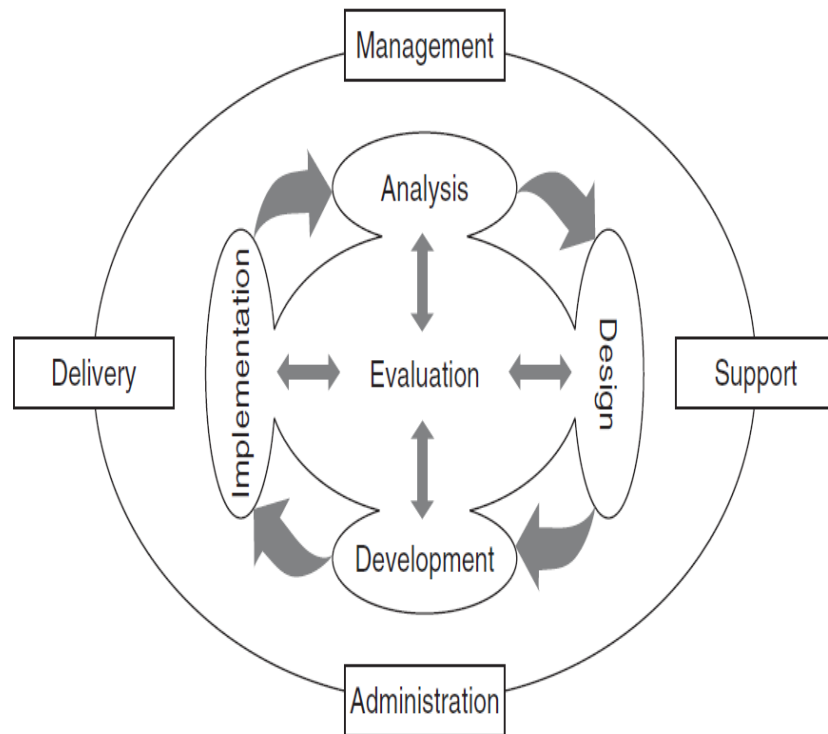 Management
Analysis
Implementation
Design
Delivery
Evaluation
Support
Development
Administration